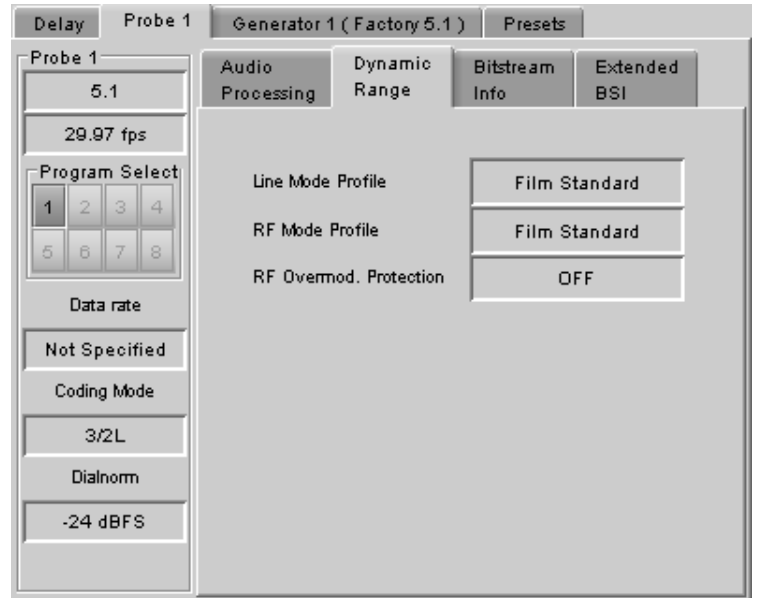 Delay Probe 1 Generator 1 ( Factory 5.1 ) Presets
Probe 1
5.1
29.97 fps
Program Select
1 2 3 4
5 6 7 8
Data rate
Not Specified
Coding Mode
3/2L
Dialnorm
-24 dBFS
Audio Processing
Dynamic Range
Bitstream Info
Extended BSI
Line Mode Profile Film Standard
RF Mode Profile Film Standard
RF Overmod. Protection OFF